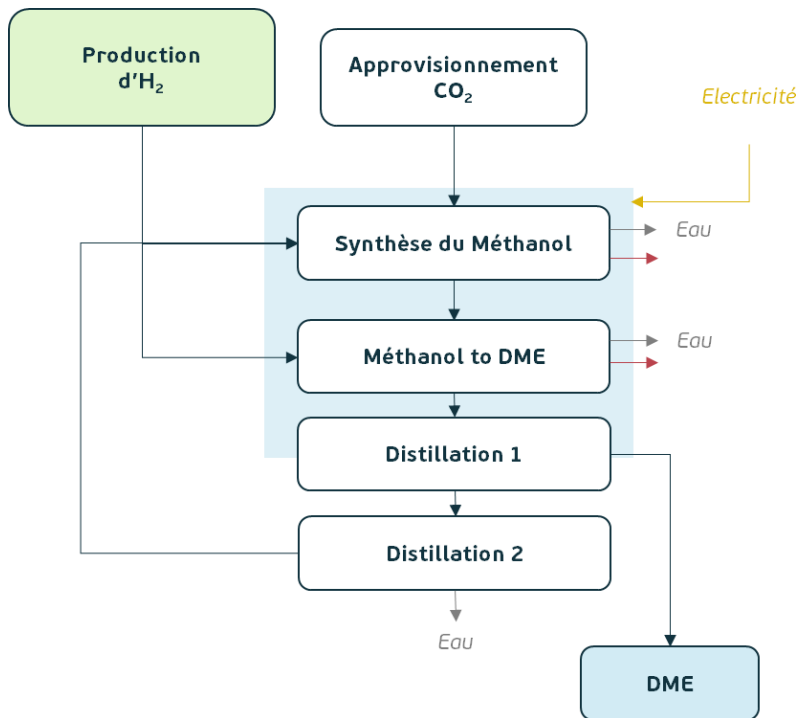 Production
d'H₂
Approvisionnement
CO₂
Electricité
Synthèse du Méthanol
Eau
Méthanol to DME
Eau
Distillation 1
Distillation 2
Eau
DME